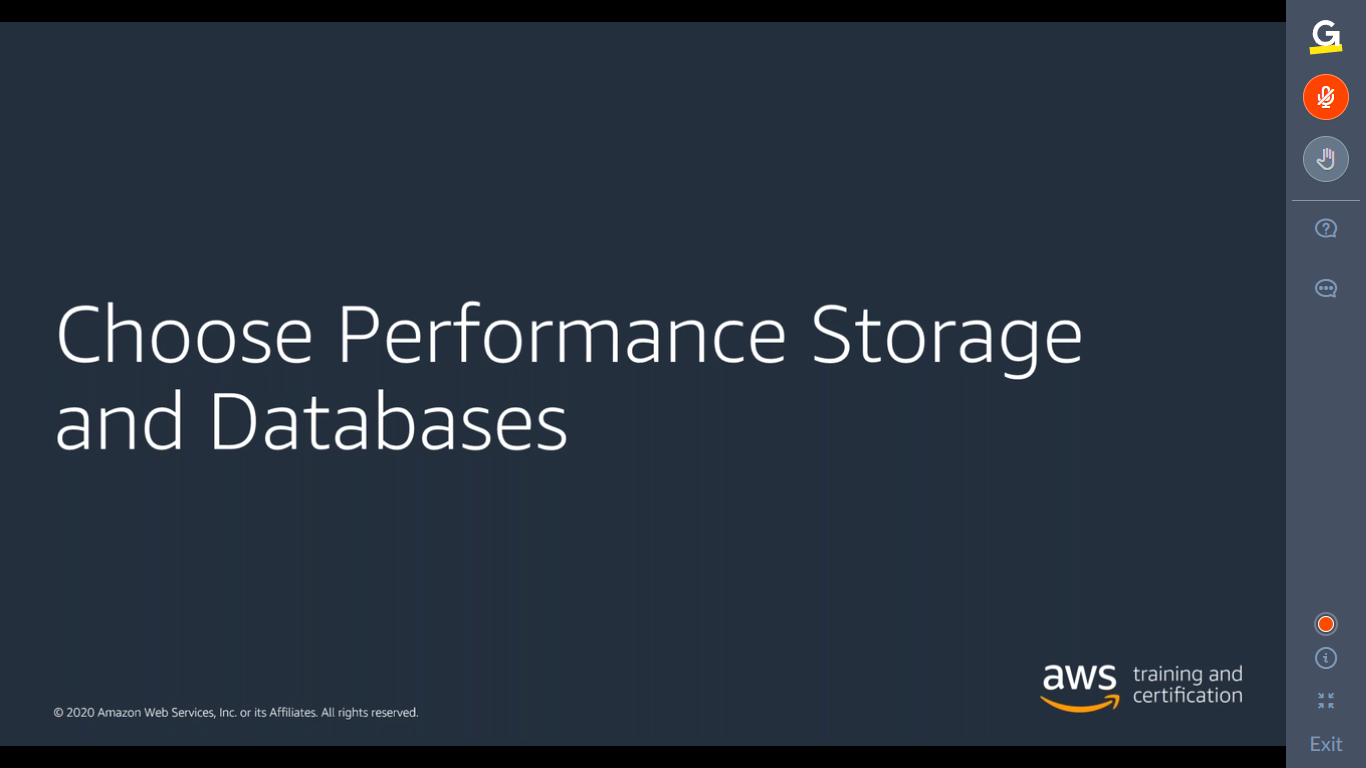 Choose Performance Storage
and Databases
aws training and
certification
© 2020 Amazon Web Services, Inc. or its Affiliates. All rights reserved.
G
Exit